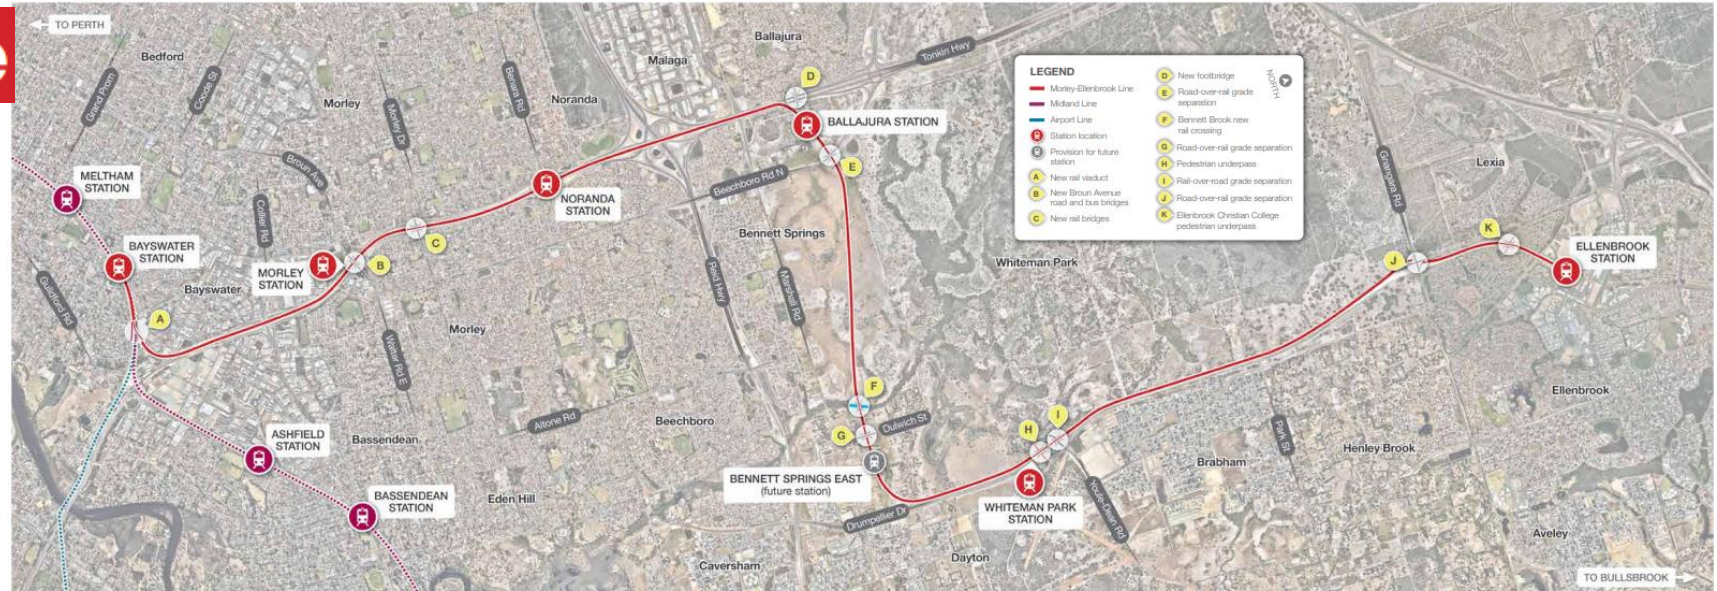 e
TO PERTH
Bedford
Grand Prom
Coode St
Morley
Morley Dr
Benara Rd
Noranda
Malaga
Ballajura
D
Tonkin Hwy
BALLAJURA STATION
E
MELTHAM
STATION
Broun Ave
Collier Rd
NORANDA
STATION
Beechboro Rd N
BAYSWATER
STATION
MORLEY
STATION
B
C
Guildford Rd
Bayswater
A
Morley
Walter Rd E
Reid Hwy
Bennett Springs
Marshall Rd
Whiteman Park
LEGEND
NORTH
Morley-Ellenbrook Line
Midland Line
Airport Line
Station location
Provision for future
station
A New rail viaduct
B New Broun Avenue
road and bus bridges
C New rail bridges
D New footbridge
E Road-over-rail grade
separation
F Bennett Brook new
rail crossing
G Road-over-rail grade separation
H Pedestrian underpass
I Rail-over-road grade separation
J Road-over-rail grade separation
K Ellenbrook Christian College
pedestrian underpass
Gnangara Rd
Lexia
K
J
ELLENBROOK
STATION
Ellenbrook
F
G
Dulwich St
BENNETT SPRINGS EAST
(future station)
H
I
WHITEMAN PARK
STATION
Drumpellier Dr
Youle-Dean Rd
Park St
Brabham
Henley Brook
Aveley
Dayton
Caversham
Beechboro
Altone Rd
Eden Hill
Bassendean
ASHFIELD
STATION
BASSENDEAN
STATION
TO BULLSBROOK